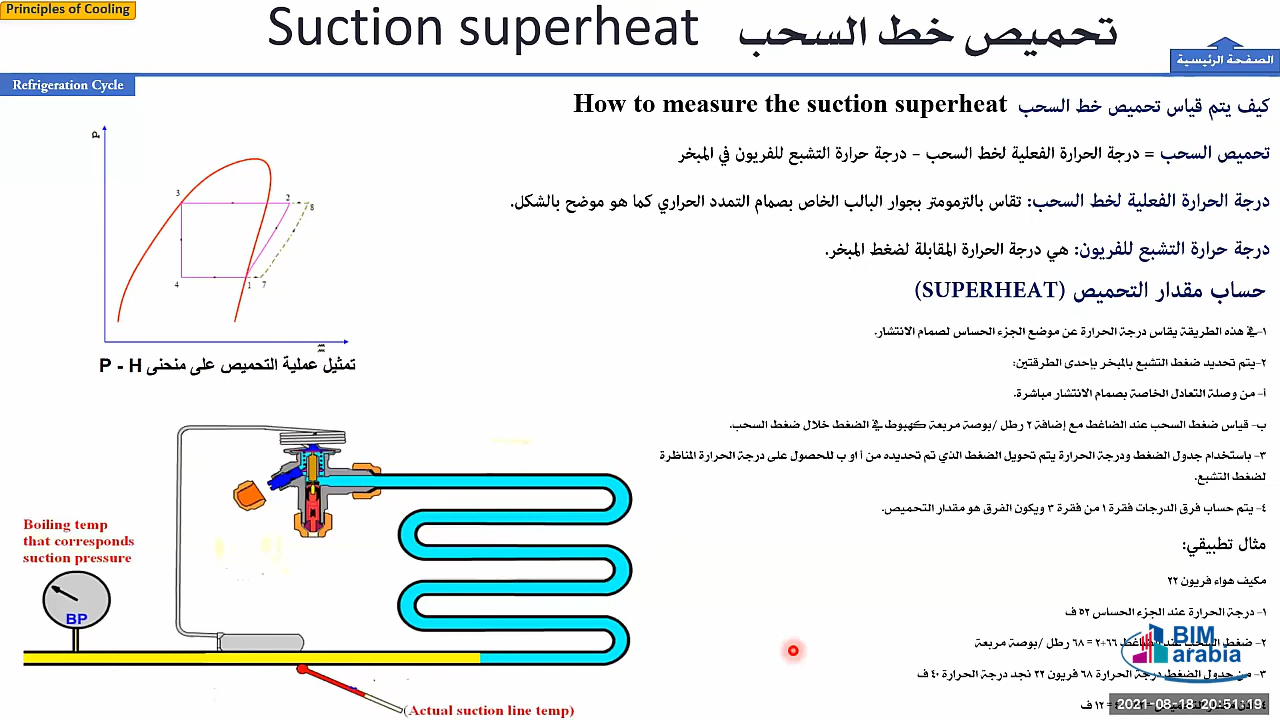 Principles of Cooling
Suction superheat تحميص خط السحب
الصفحة الرئيسية
Refrigeration Cycle
كيف يتم قياس تحميص خط السحب How to measure the suction superheat
تحميص السحب = درجة الحرارة الفعلية لخط السحب – درجة حرارة التشبع للفريون في المبخر
درجة الحرارة الفعلية لخط السحب: تقاس بالترمومتر بجوار البالب الخاص بصمام التمدد الحراري كما هو موضح بالشكل.
درجة حرارة التشبع للفريون: هي درجة الحرارة المقابلة لضغط المبخر.
حساب مقدار التحميص (SUPERHEAT)
١-في هذه الطريقة يقاس درجة الحرارة عن موضع الجزء الحساس لصمام الانتشار.
٢-يتم تحديد ضغط التشبع بالمبخر بإحدى الطرقتين:
أ- من وصلة التعادل الخاصة بصمام الانتشار مباشرة.
ب- قياس ضغط السحب عند الضاغط مع إضافة ٢ رطل /بوصة مربعة كهبوط في الضغط خلال ضغط السحب.
٣- باستخدام جدول الضغط ودرجة الحرارة يتم تحويل الضغط الذي تم تحديده من أ او ب للحصول على درجة الحرارة المناظرة
لضغط التشبع.
٤- يتم حساب فرق الدرجات فقرة ١ من فقرة ٣ ويكون الفرق هو مقدار التحميص.
مثال تطبيقي:
مكيف هواء فريون ٢٢
١- درجة الحرارة عند الجزء الحساس ٥٢ ف
٢- ضغط السحب عند الضاغط ٦٦+٢ = ٦٨ رطل /بوصة مربعة
٣- من جدول الضغط درجة الحرارة ٦٨ فريون ٢٢ نجد درجة الحرارة ٤٠ ف
= ١٢ ف
P
3
2
8
4
1
7
تمثيل عملية التحميص على منحنى P - H
Boiling temp
that corresponds
suction pressure
BP
(Actual suction line temp)
BIM
arabia
2021-08-18 20:51:19